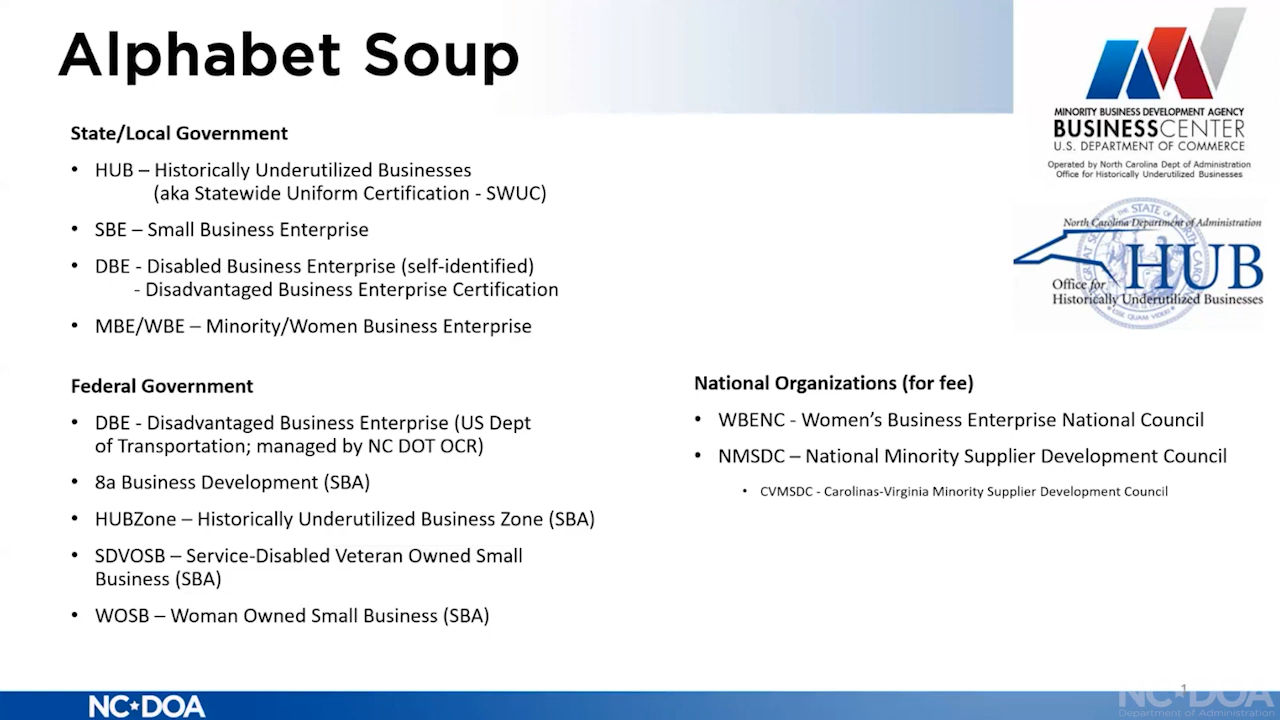 Alphabet Soup
State/Local Government
• HUB – Historically Underutilized Businesses
(aka Statewide Uniform Certification - SWUC)
• SBE – Small Business Enterprise
• DBE - Disabled Business Enterprise (self-identified)
- Disadvantaged Business Enterprise Certification
• MBE/WBE – Minority/Women Business Enterprise
Federal Government
• DBE - Disadvantaged Business Enterprise (US Dept
of Transportation; managed by NC DOT OCR)
• 8a Business Development (SBA)
• HUBZone – Historically Underutilized Business Zone (SBA)
• SDVOSB – Service-Disabled Veteran Owned Small
Business (SBA)
• WOSB – Woman Owned Small Business (SBA)
MINORITY BUSINESS DEVELOPMENT AGENCY
BUSINESSCENTER
U.S. DEPARTMENT OF COMMERCE
Operated by North Carolina Dept of Administration
Office for Historically Underutilized Businesses
North Carolina Department of Administration
HUB
Office for
Historically Underutilized Businesses
National Organizations (for fee)
• WBENC - Women's Business Enterprise National Council
• NMSDC – National Minority Supplier Development Council
• CVMSDC - Carolinas-Virginia Minority Supplier Development Council
NC★DOA
1
NC★DOA
Department of Administration